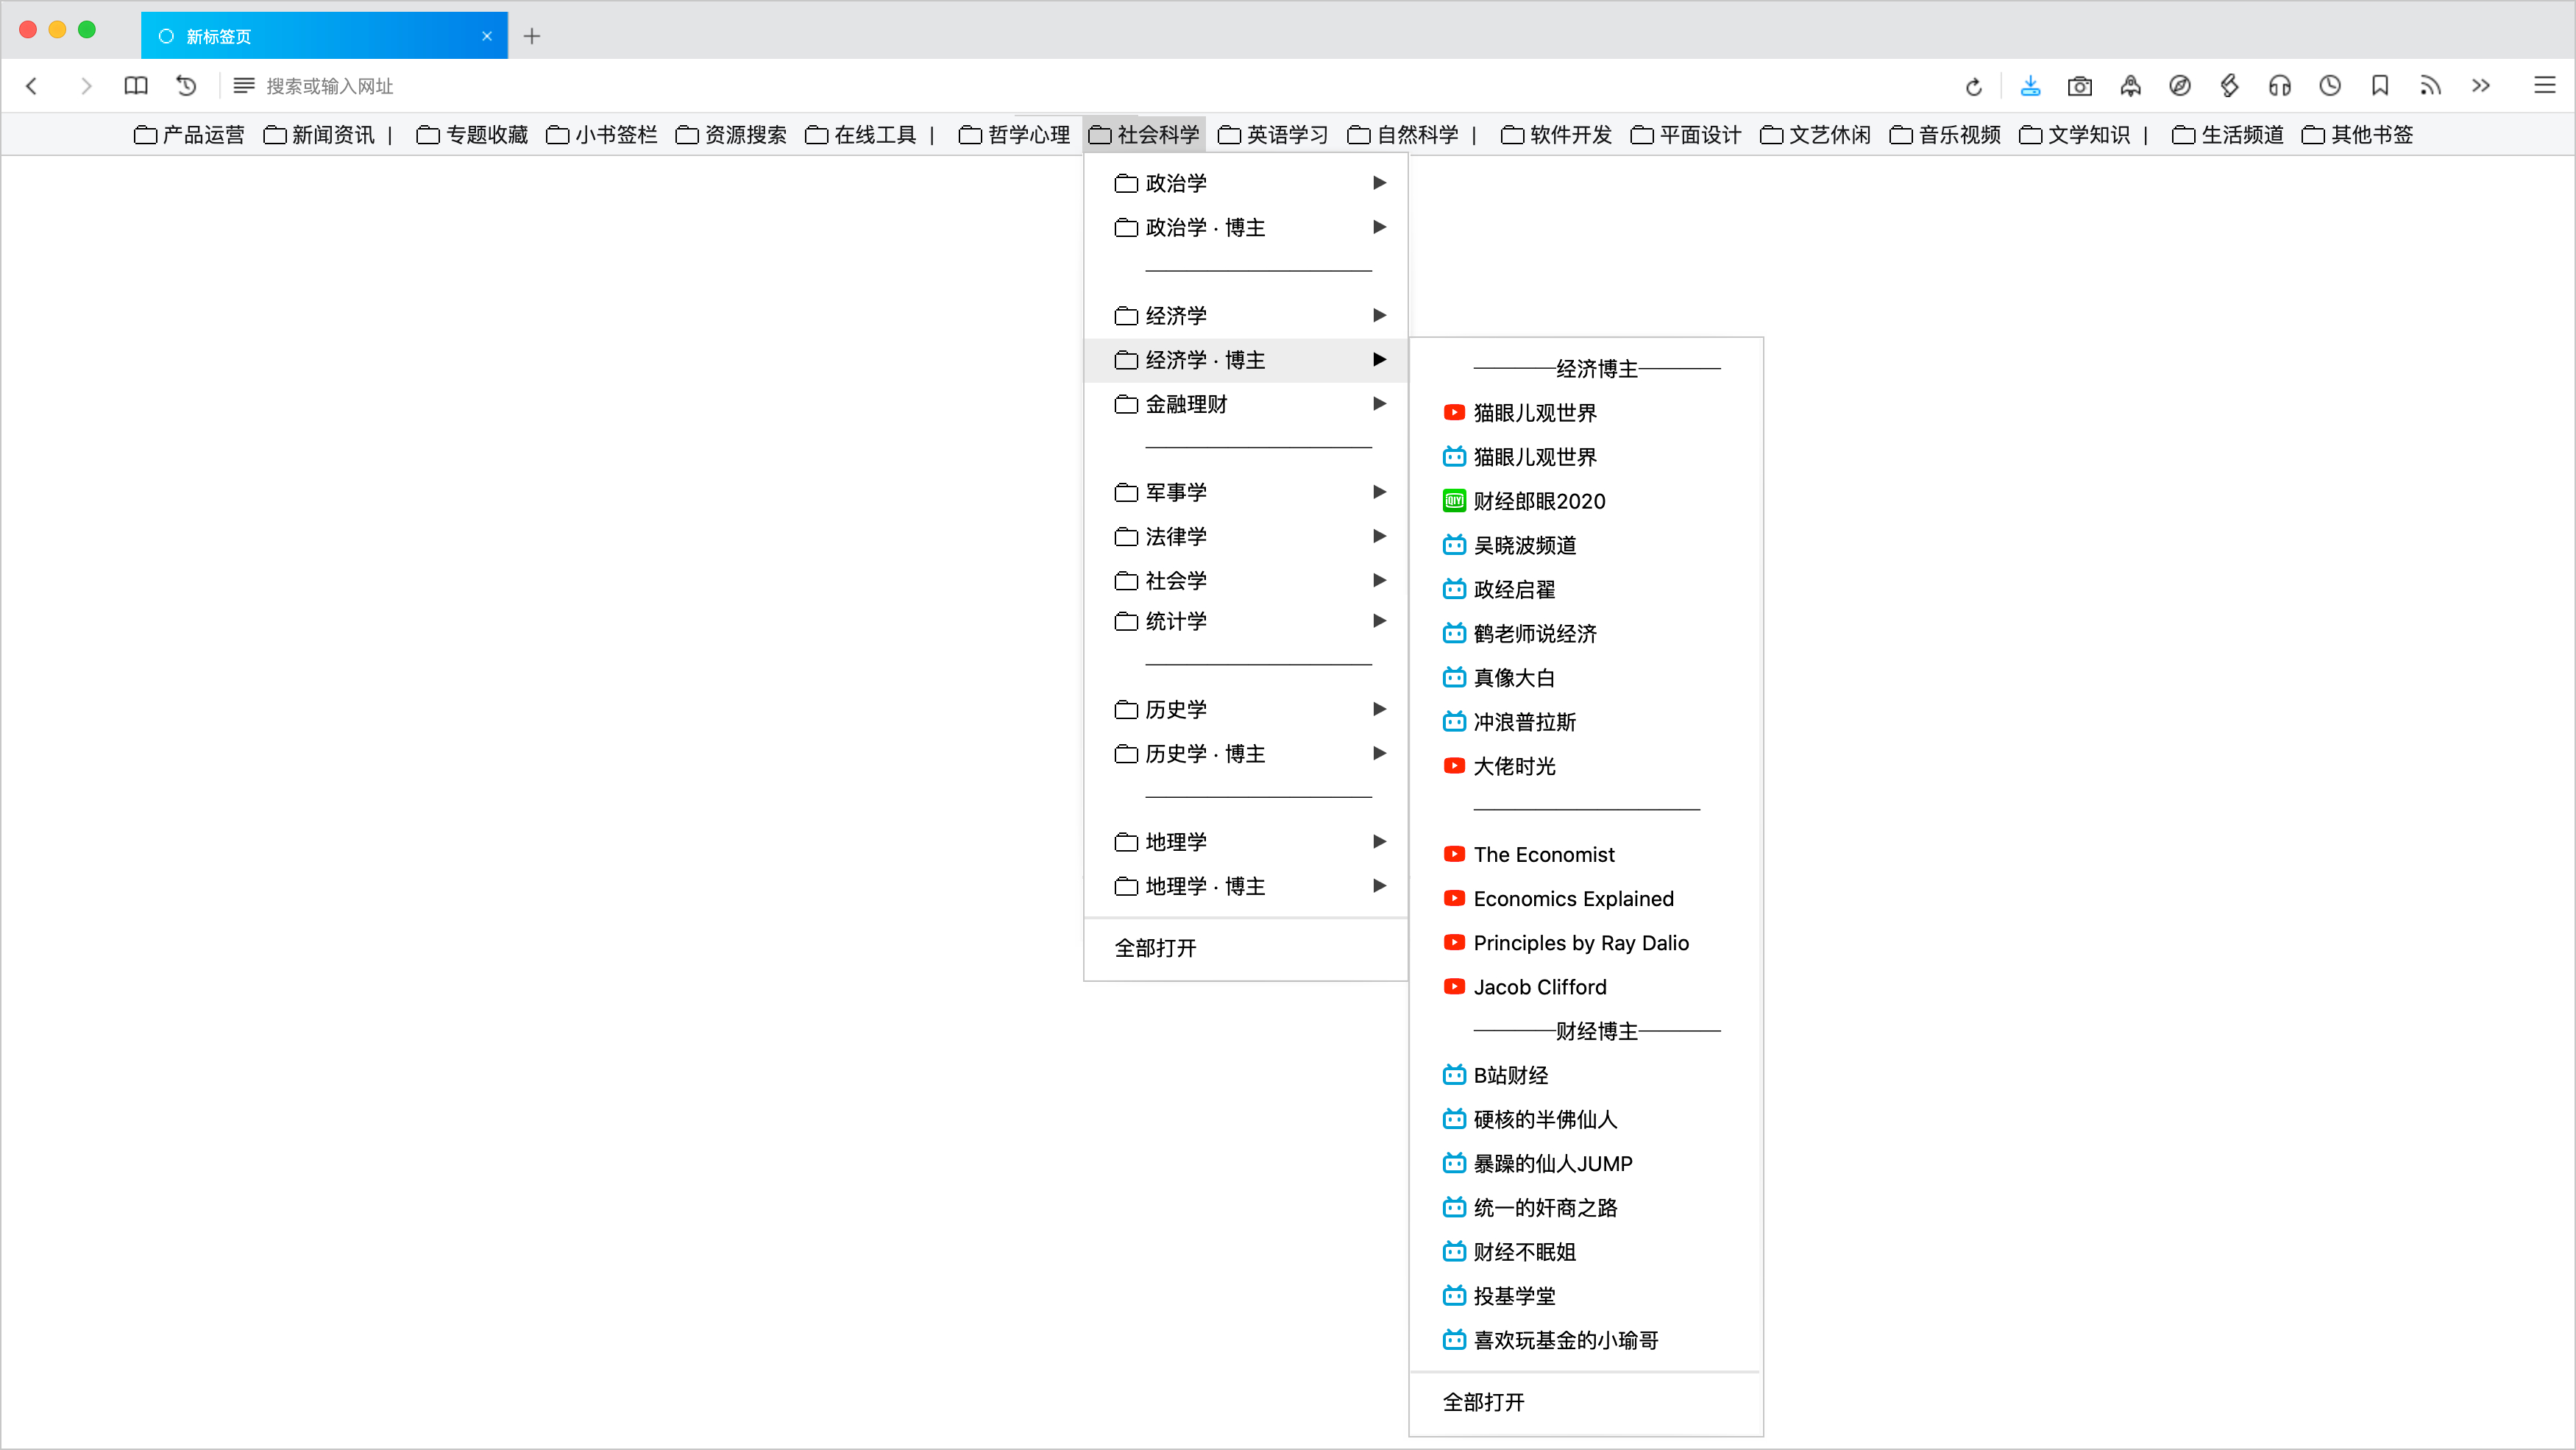 新标签页
搜索或输入网址
产品运营 新闻资讯 | 专题收藏 小书签栏 资源搜索 在线工具 | 哲学心理 社会科学 英语学习 自然科学 | 软件开发 平面设计 文艺休闲 音乐视频 文学知识 | 生活频道 其他书签
政治学
政治学 · 博主
经济学
经济学 · 博主
金融理财
军事学
法律学
社会学
统计学
历史学
历史学 · 博主
地理学
地理学 · 博主
全部打开
————经济博主————
猫眼儿观世界
猫眼儿观世界
iQIYI 财经郎眼2020
吴晓波频道
政经启翟
鹤老师说经济
真像大白
冲浪普拉斯
大佬时光
The Economist
Economics Explained
Principles by Ray Dalio
Jacob Clifford
————财经博主————
B站财经
硬核的半佛仙人
暴躁的仙人JUMP
统一的奸商之路
财经不眠姐
投基学堂
喜欢玩基金的小瑜哥
全部打开